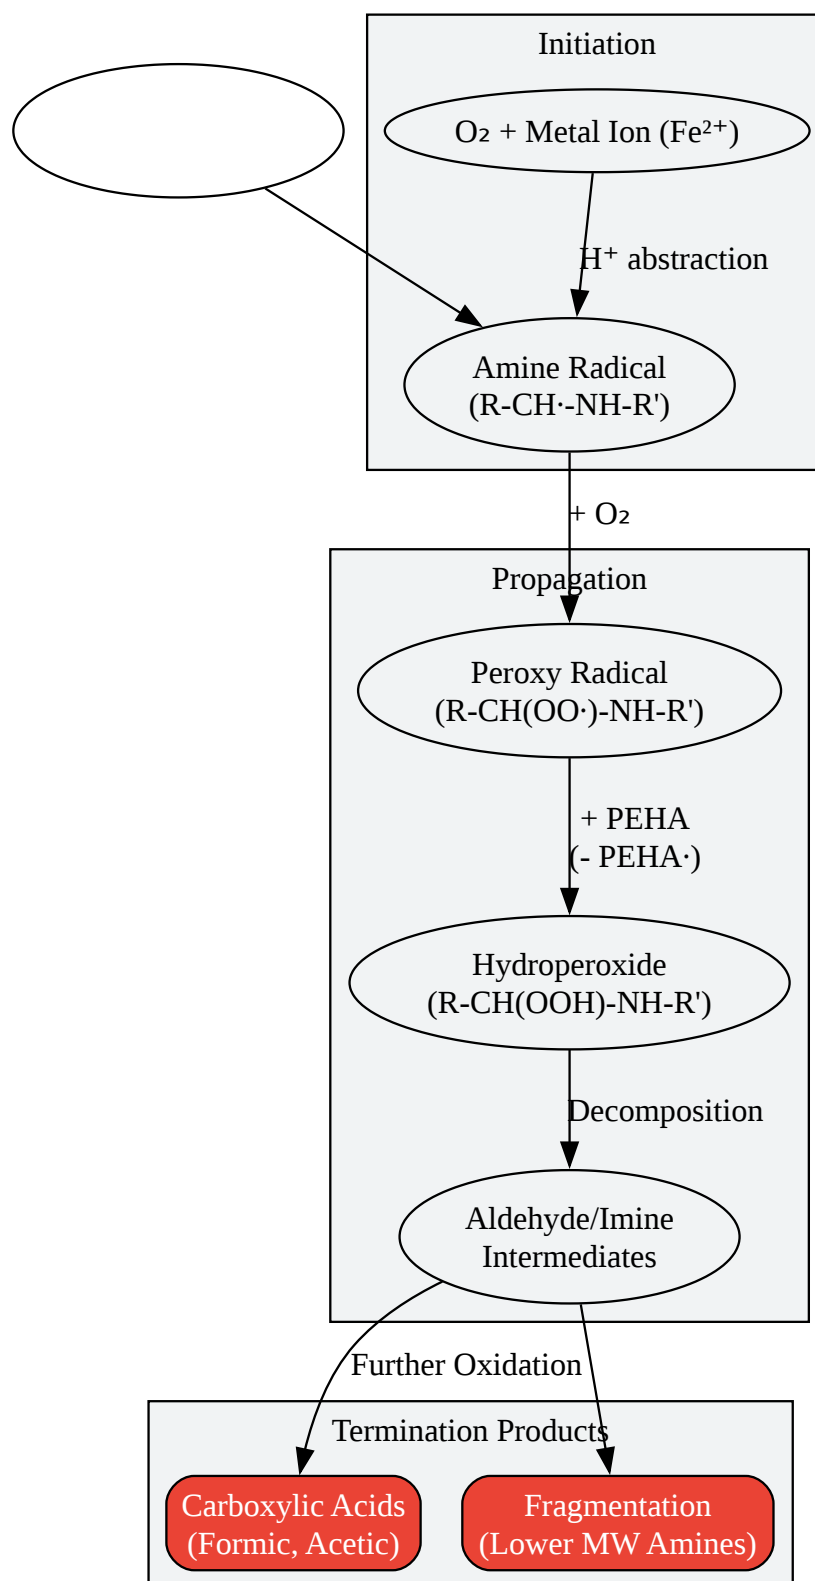 Initiation
O₂ + Metal Ion (Fe²⁺)
H⁺ abstraction
Amine Radical
(R-CH·-NH-R')
+ O₂
Propagation
Peroxy Radical
(R-CH(OO·)-NH-R')
+ PEHA
(- PEHA·)
Hydroperoxide
(R-CH(OOH)-NH-R')
Decomposition
Aldehyde/Imine
Intermediates
Further Oxidation
Termination Products
Carboxylic Acids
(Formic, Acetic)
Fragmentation
(Lower MW Amines)